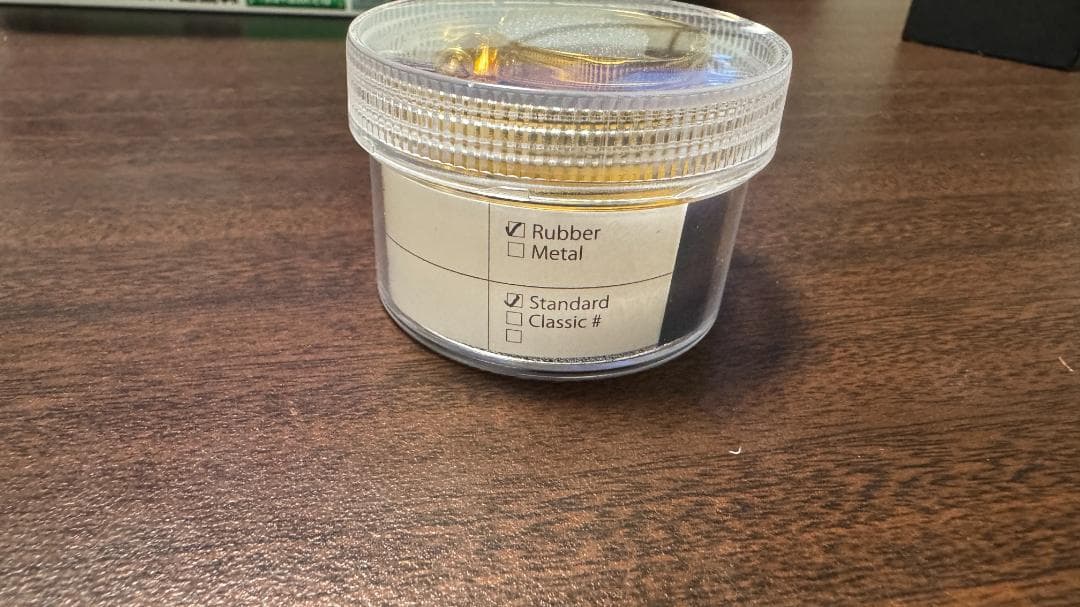 ☑ Rubber
☐ Metal
☑ Standard
☐ Classic #
☐